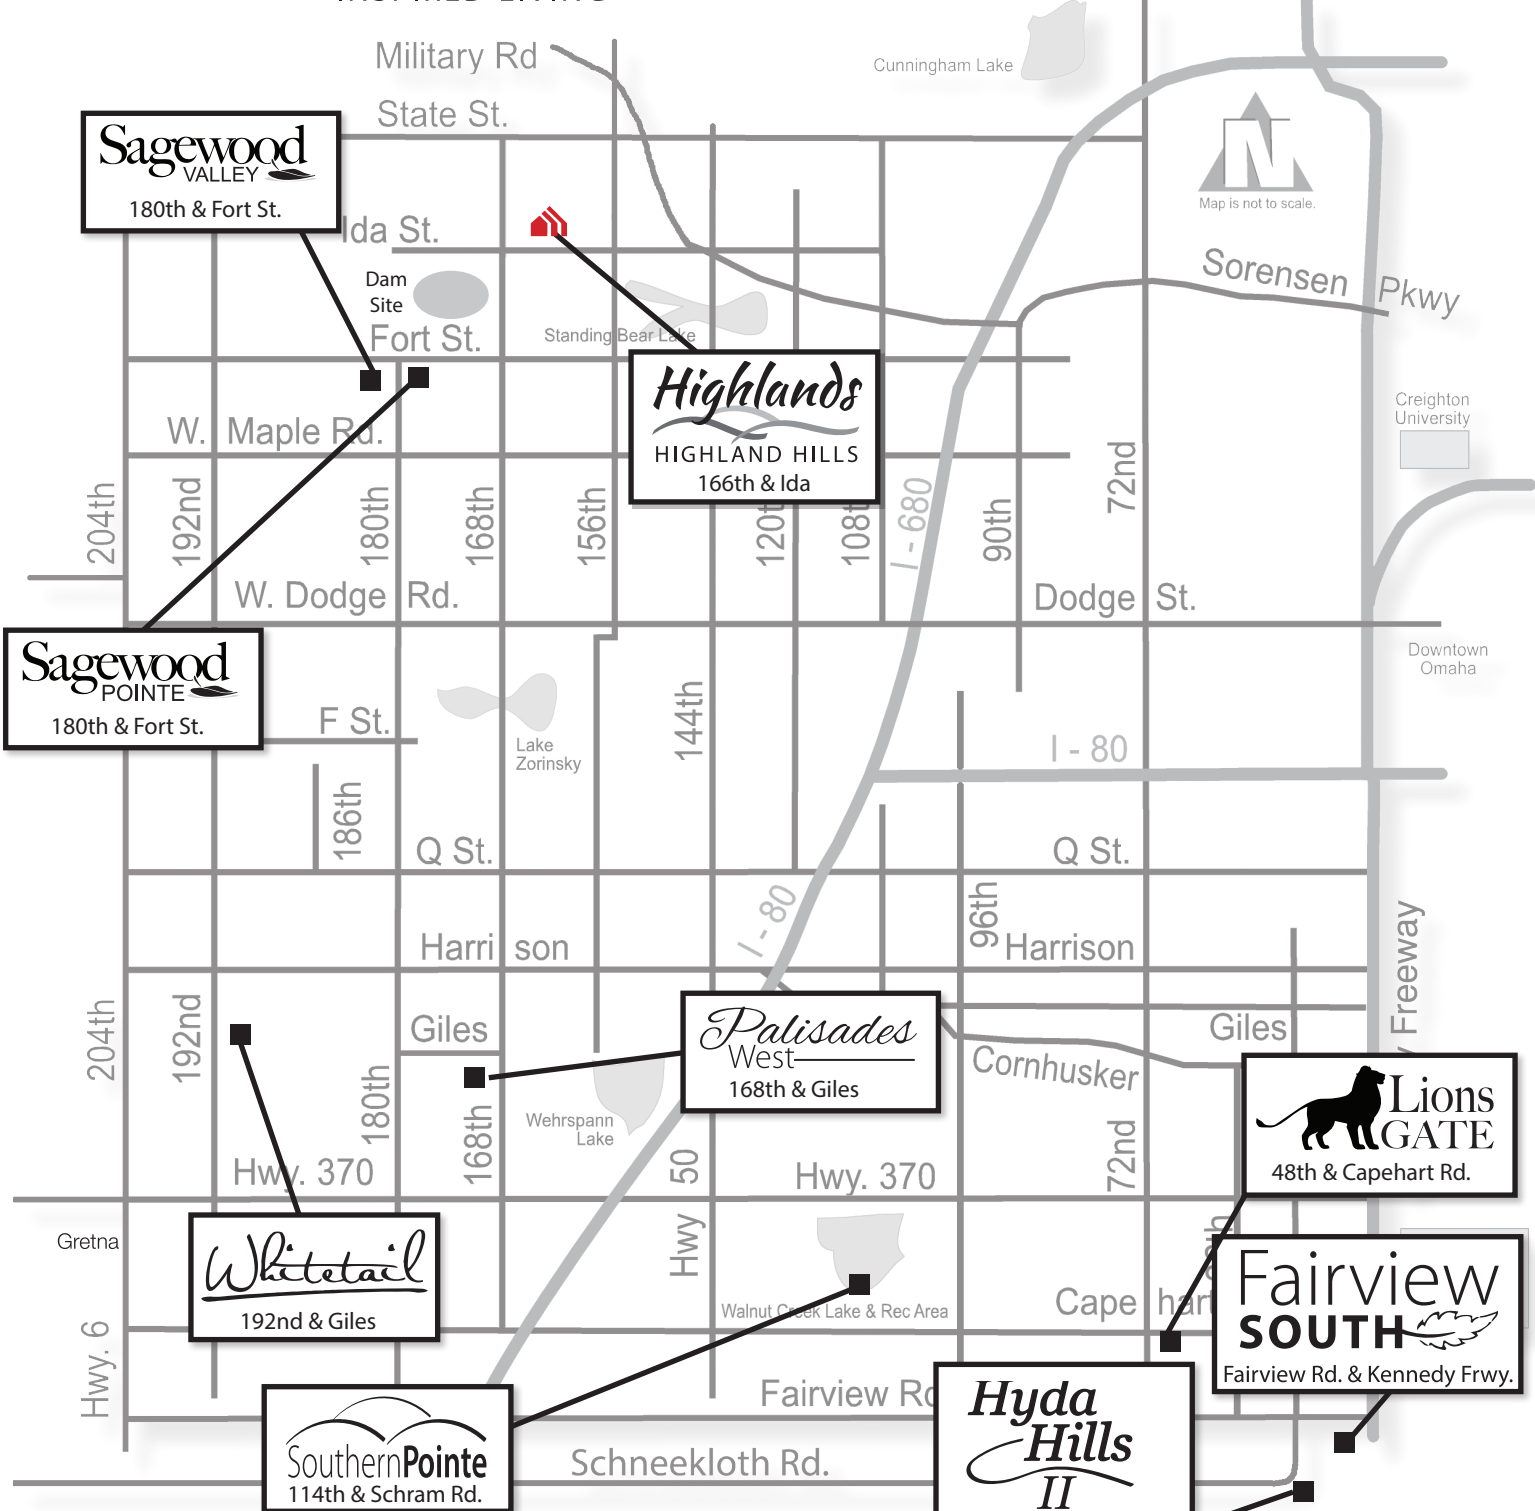 Military Rd
Cunningham Lake
State St.
Sagewood
VALLEY
180th & Fort St.
N
Map is not to scale.
Ida St.
Dam
Site
Sorensen Pkwy
Fort St.
Standing Bear Lake
Highlands
HIGHLAND HILLS
166th & Ida
Creighton
University
W. Maple Rd.
204th
192nd
180th
168th
156th
120t
108t
I - 680
90th
72nd
W. Dodge Rd.
Dodge St.
Downtown
Omaha
Sagewood
POINTE
180th & Fort St.
F St.
Lake
Zorinsky
144th
I - 80
186th
Q St.
Q St.
I - 80
96th
Harrison
Harrison
Freeway
204th
192nd
Giles
Palisades
West
168th & Giles
Giles
Cornhusker
180th
168th
Wehrspann
Lake
72nd
Lions
GATE
48th & Capehart Rd.
Hwy. 370
Hwy 50
Hwy. 370
Gretna
Whitetail
192nd & Giles
Walnut Creek Lake & Rec Area
Capehart
Fairview
SOUTH
Fairview Rd. & Kennedy Frwy.
Hwy. 6
Fairview Rd
Hyda
Hills
II
SouthernPointe
114th & Schram Rd.
Schneekloth Rd.